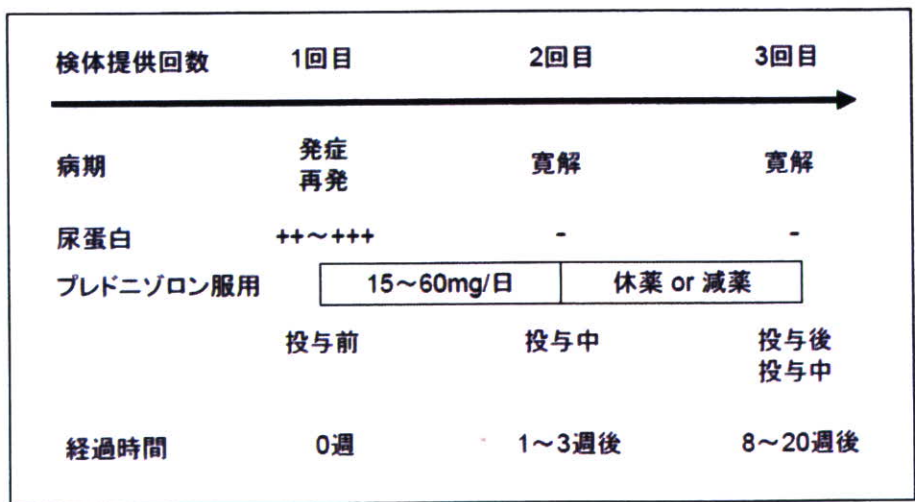 検体提供回数 1回目 2回目 3回目
病期 発症 再発 寛解 寛解
尿蛋白 ++~+++ - -
プレドニゾロン服用 15~60mg/日 休薬 or 減薬
投与前 投与中 投与後 投与中
経過時間 0週 1~3週後 8~20週後